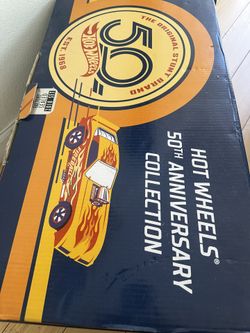 THE ORIGINAL STUNT BRAND
HOT WHEELS
50
EST. 1968
HOT WHEELS®
50TH ANNIVERSARY
COLLECTION